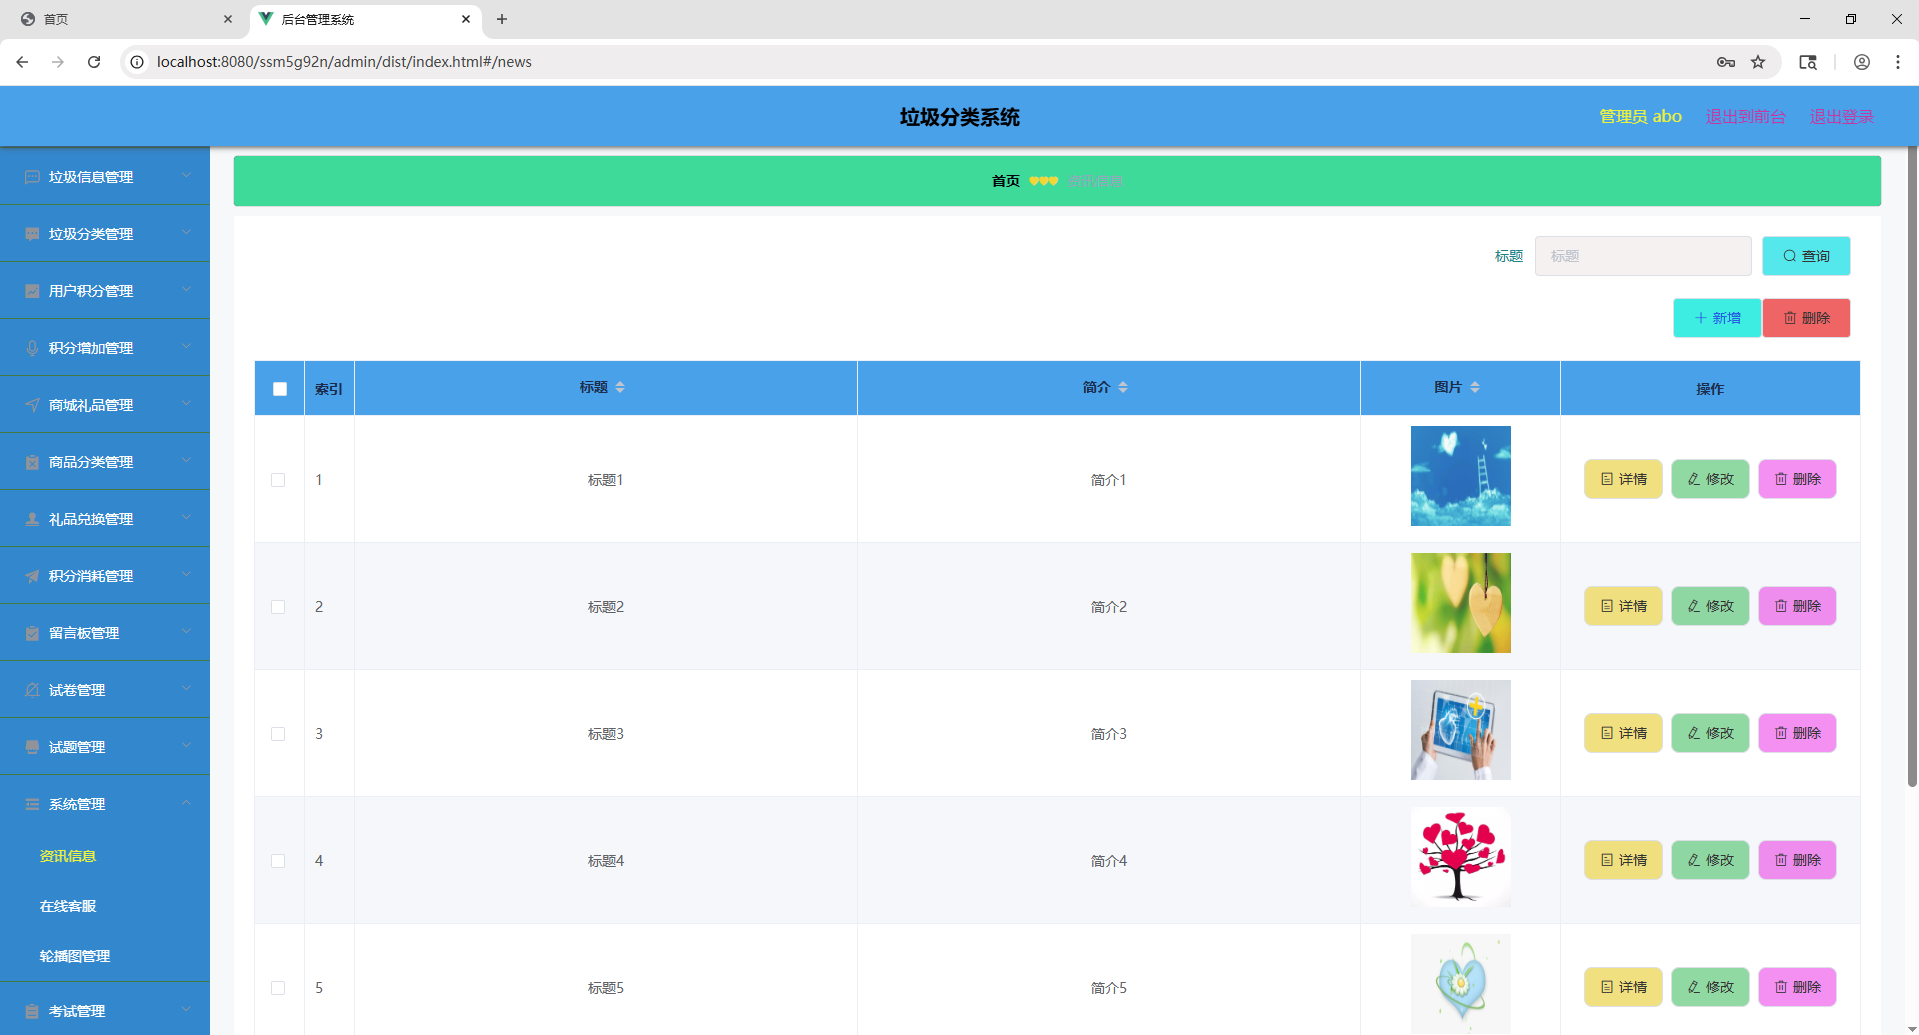 首页
后台管理系统
localhost:8080/ssm5g92n/admin/dist/index.html#/news
垃圾分类系统
管理员 abo
退出到前台
退出登录
垃圾信息管理
垃圾分类管理
用户积分管理
积分增加管理
商城礼品管理
商品分类管理
礼品兑换管理
积分消耗管理
留言板管理
试卷管理
试题管理
系统管理
资讯信息
在线客服
轮播图管理
考试管理
首页 资讯信息
标题 标题 查询
新增 删除
索引 标题 简介 图片 操作
1 标题1 简介1 详情 修改 删除
2 标题2 简介2 详情 修改 删除
3 标题3 简介3 详情 修改 删除
4 标题4 简介4 详情 修改 删除
5 标题5 简介5 详情 修改 删除